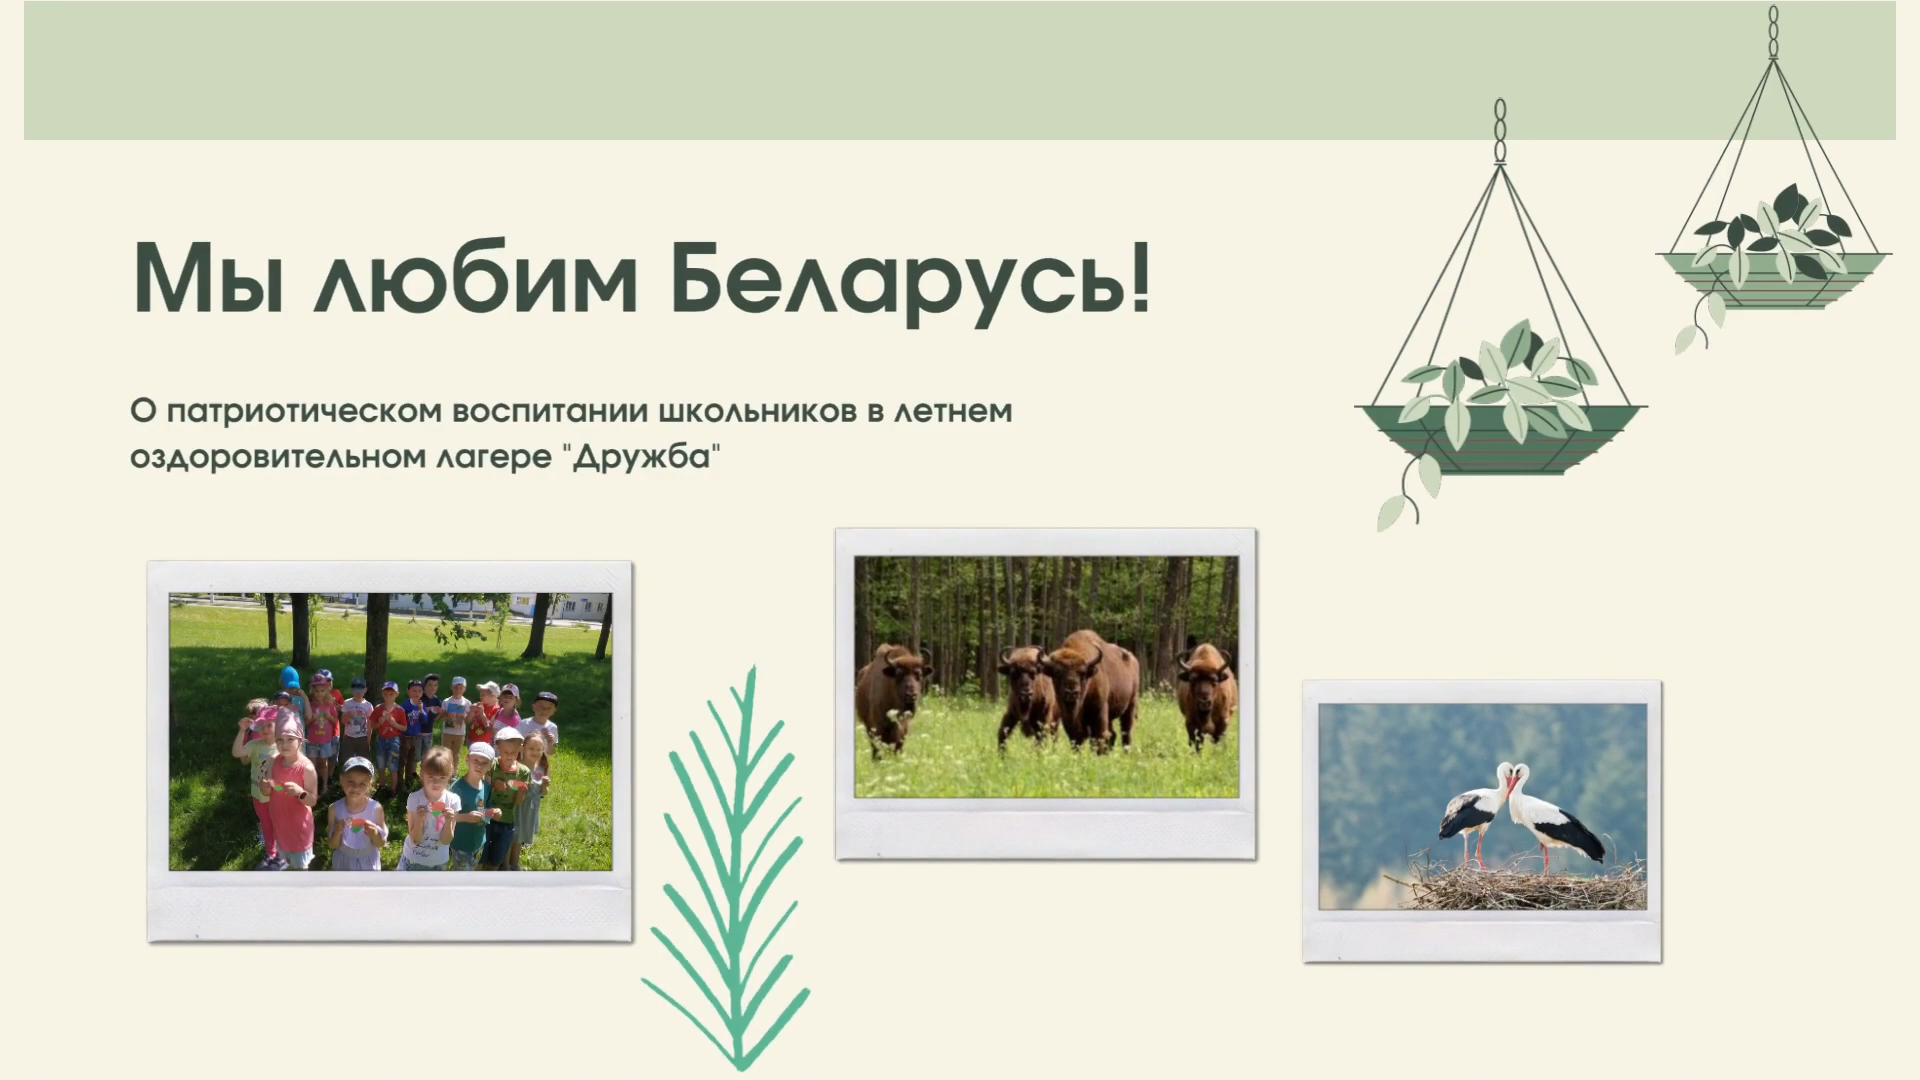 Мы любим Беларусь!
О патриотическом воспитании школьников в летнем
оздоровительном лагере "Дружба"